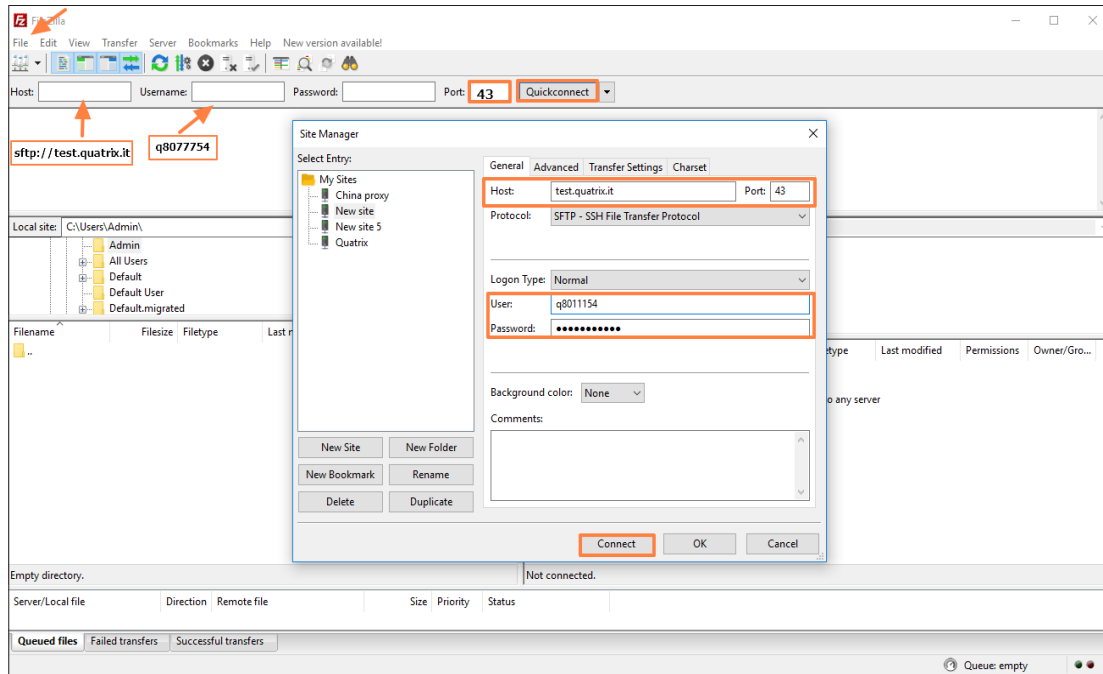 FileZilla
File Edit View Transfer Server Bookmarks Help New version available!
Host: Username: Password: Port: 43 Quickconnect
sftp://test.quatrix.it
q8077754
Site Manager
Select Entry:
My Sites
China proxy
New site
New site 5
Quatrix
New Site New Folder
New Bookmark Rename
Delete Duplicate
General Advanced Transfer Settings Charset
Host: test.quatrix.it Port: 43
Protocol: SFTP - SSH File Transfer Protocol
Logon Type: Normal
User: q8011154
Password: ●●●●●●●●●●●
Background color: None
Comments:
Connect OK Cancel
Local site: C:\Users\Admin\
Admin
All Users
Default
Default User
Default.migrated
Filename Filesize Filetype Last
..
Last modified Permissions Owner/Gro...
o any server
Empty directory.
Not connected.
Server/Local file Direction Remote file Size Priority Status
Queued files Failed transfers Successful transfers
Queue: empty